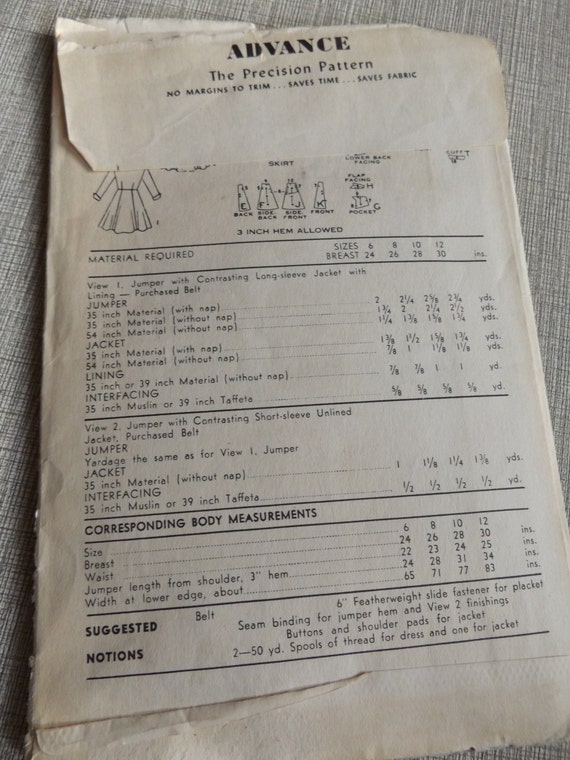 ADVANCE
The Precision Pattern
NO MARGINS TO TRIM...SAVES TIME...SAVES FABRIC
SKIRT
LOWER BACK
FACING
CUFF T
FLAP
FACING
H
E F J K
BACK SIDE BACK SIDE FRONT FRONT
POCKET G
1
3 INCH HEM ALLOWED
MATERIAL REQUIRED SIZES 6 8 10 12
BREAST 24 26 28 30 ins.
View 1. Jumper with Contrasting Long-sleeve Jacket with
Lining — Purchased Belt
JUMPER
35 inch Material (with nap) 2 2¼ 2⅝ 2¾ yds.
35 inch Material (without nap) 1¾ 2 2¼ 2½ yds.
54 inch Material (without nap) 1¼ 1⅜ 1⅝ 1¾ yds.
JACKET
35 inch Material (with nap) 1⅜ 1½ 1⅝ 1¾ yds.
54 inch Material (without nap) ⅞ 1 1⅛ 1⅛ yds.
LINING
35 inch or 39 inch Material (without nap) ⅞ ⅞ 1 1 yd.
INTERFACING
35 inch Muslin or 39 inch Taffeta ⅝ ⅝ ⅝ ⅝ yd.
View 2. Jumper with Contrasting Short-sleeve Unlined
Jacket, Purchased Belt
JUMPER
Yardage the same as for View 1, Jumper
JACKET
35 inch Material (without nap) 1 1⅛ 1¼ 1⅜ yds.
INTERFACING
35 inch Muslin or 39 inch Taffeta ½ ½ ½ ½ yd.
CORRESPONDING BODY MEASUREMENTS
Size 6 8 10 12
Breast 24 26 28 30 ins.
Waist 22 23 24 25 ins.
Jumper length from shoulder, 3" hem 24 28 31 34 ins.
Width at lower edge, about 65 71 77 83 ins.
SUGGESTED NOTIONS
Belt 6" Featherweight slide fastener for placket
Seam binding for jumper hem and View 2 finishings
Buttons and shoulder pads for jacket
2—50 yd. Spools of thread for dress and one for jacket